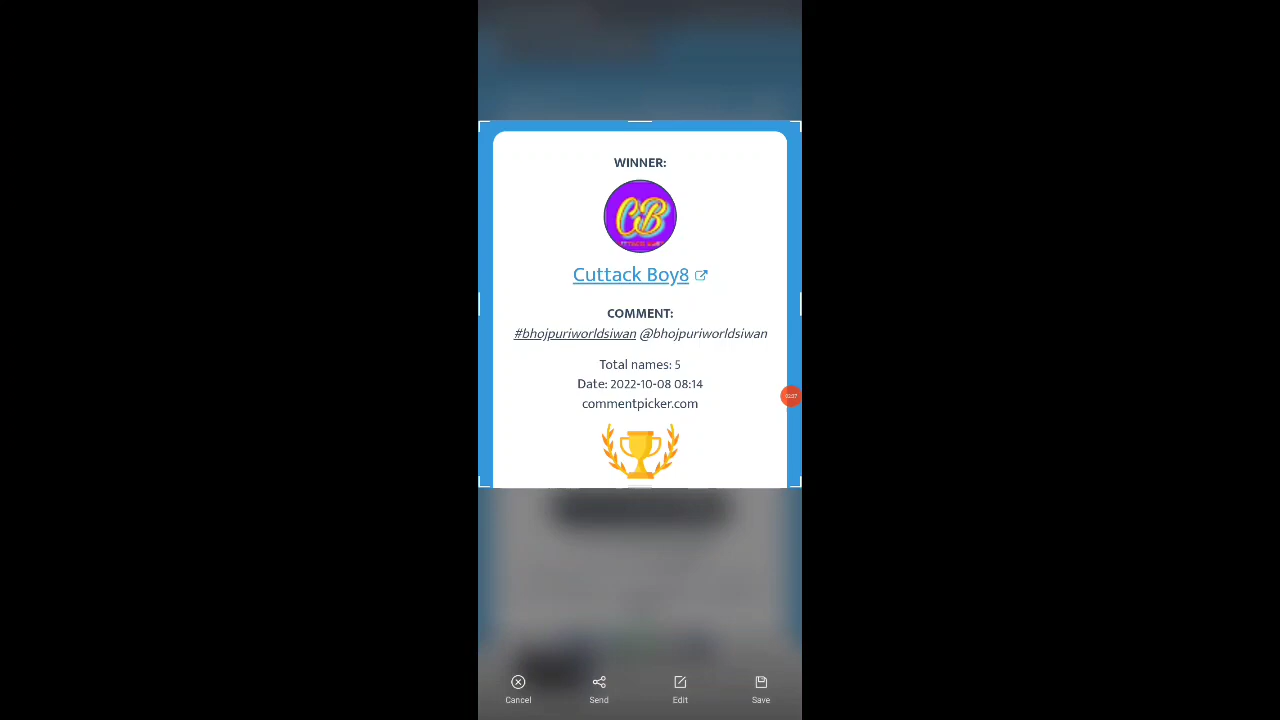 WINNER:
CB
Cuttack Boy8
COMMENT:
#bhojpuriworldsiwan @bhojpuriworldsiwan
Total names: 5
Date: 2022-10-08 08:14
commentpicker.com
Cancel Send Edit Save